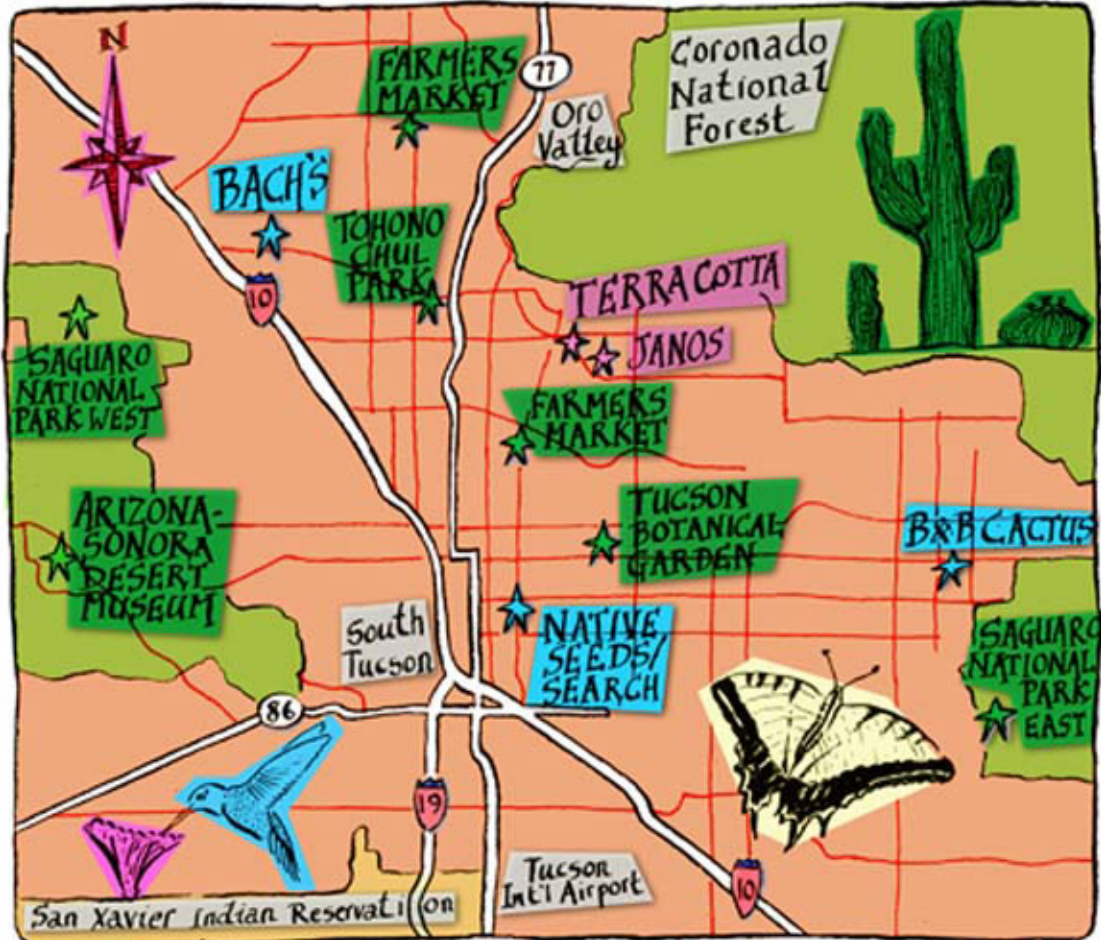 N
FARMERS
MARKET
77
Coronado
National
Forest
Oro
Valley
BACH'S
TOHONO
CHUL
PARK
10
TERRA COTTA
JANOS
SAGUARO
NATIONAL
PARK WEST
FARMERS
MARKET
ARIZONA-
SONORA
DESERT
MUSEUM
TUCSON
BOTANICAL
GARDEN
B&B CACTUS
South
Tucson
NATIVE
SEEDS/
SEARCH
SAGUARO
NATIONAL
PARK
EAST
86
19
Tucson
Int'l Airport
10
San Xavier Indian Reservation